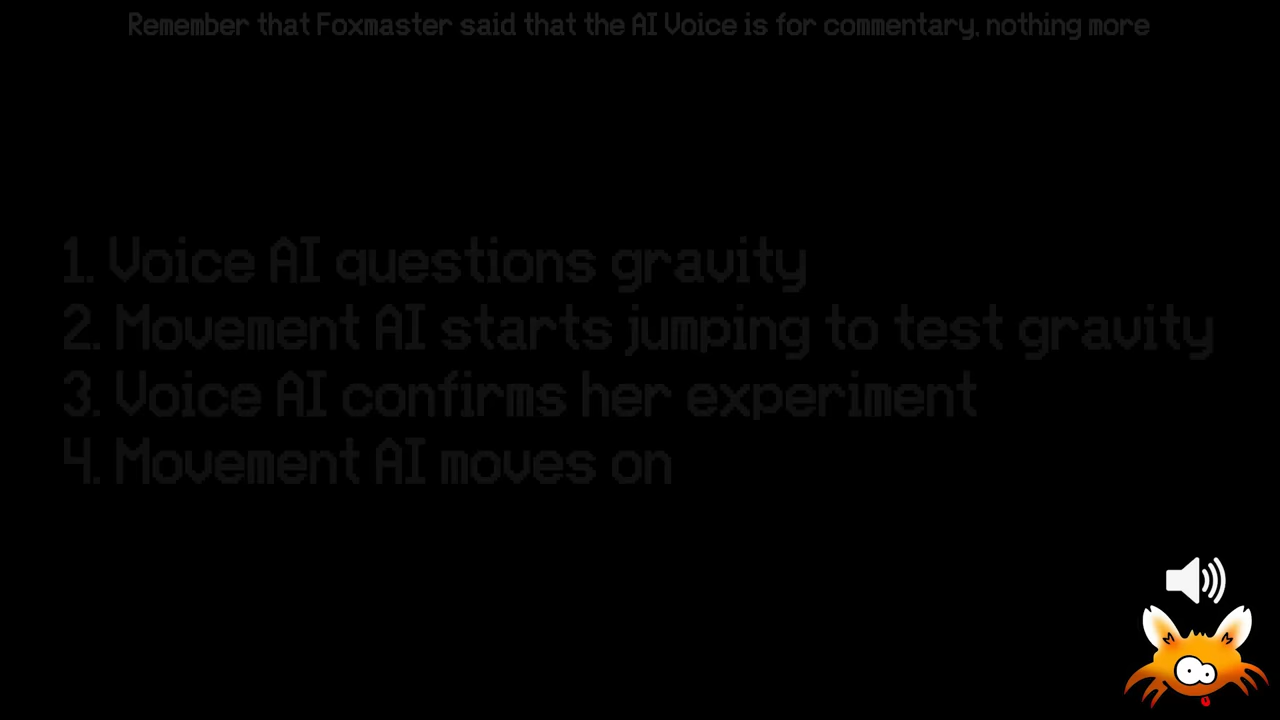 Remember that Foxmaster said that the AI Voice is for commentary, nothing more
1. Voice AI questions gravity
2. Movement AI starts jumping to test gravity
3. Voice AI confirms her experiment
4. Movement AI moves on